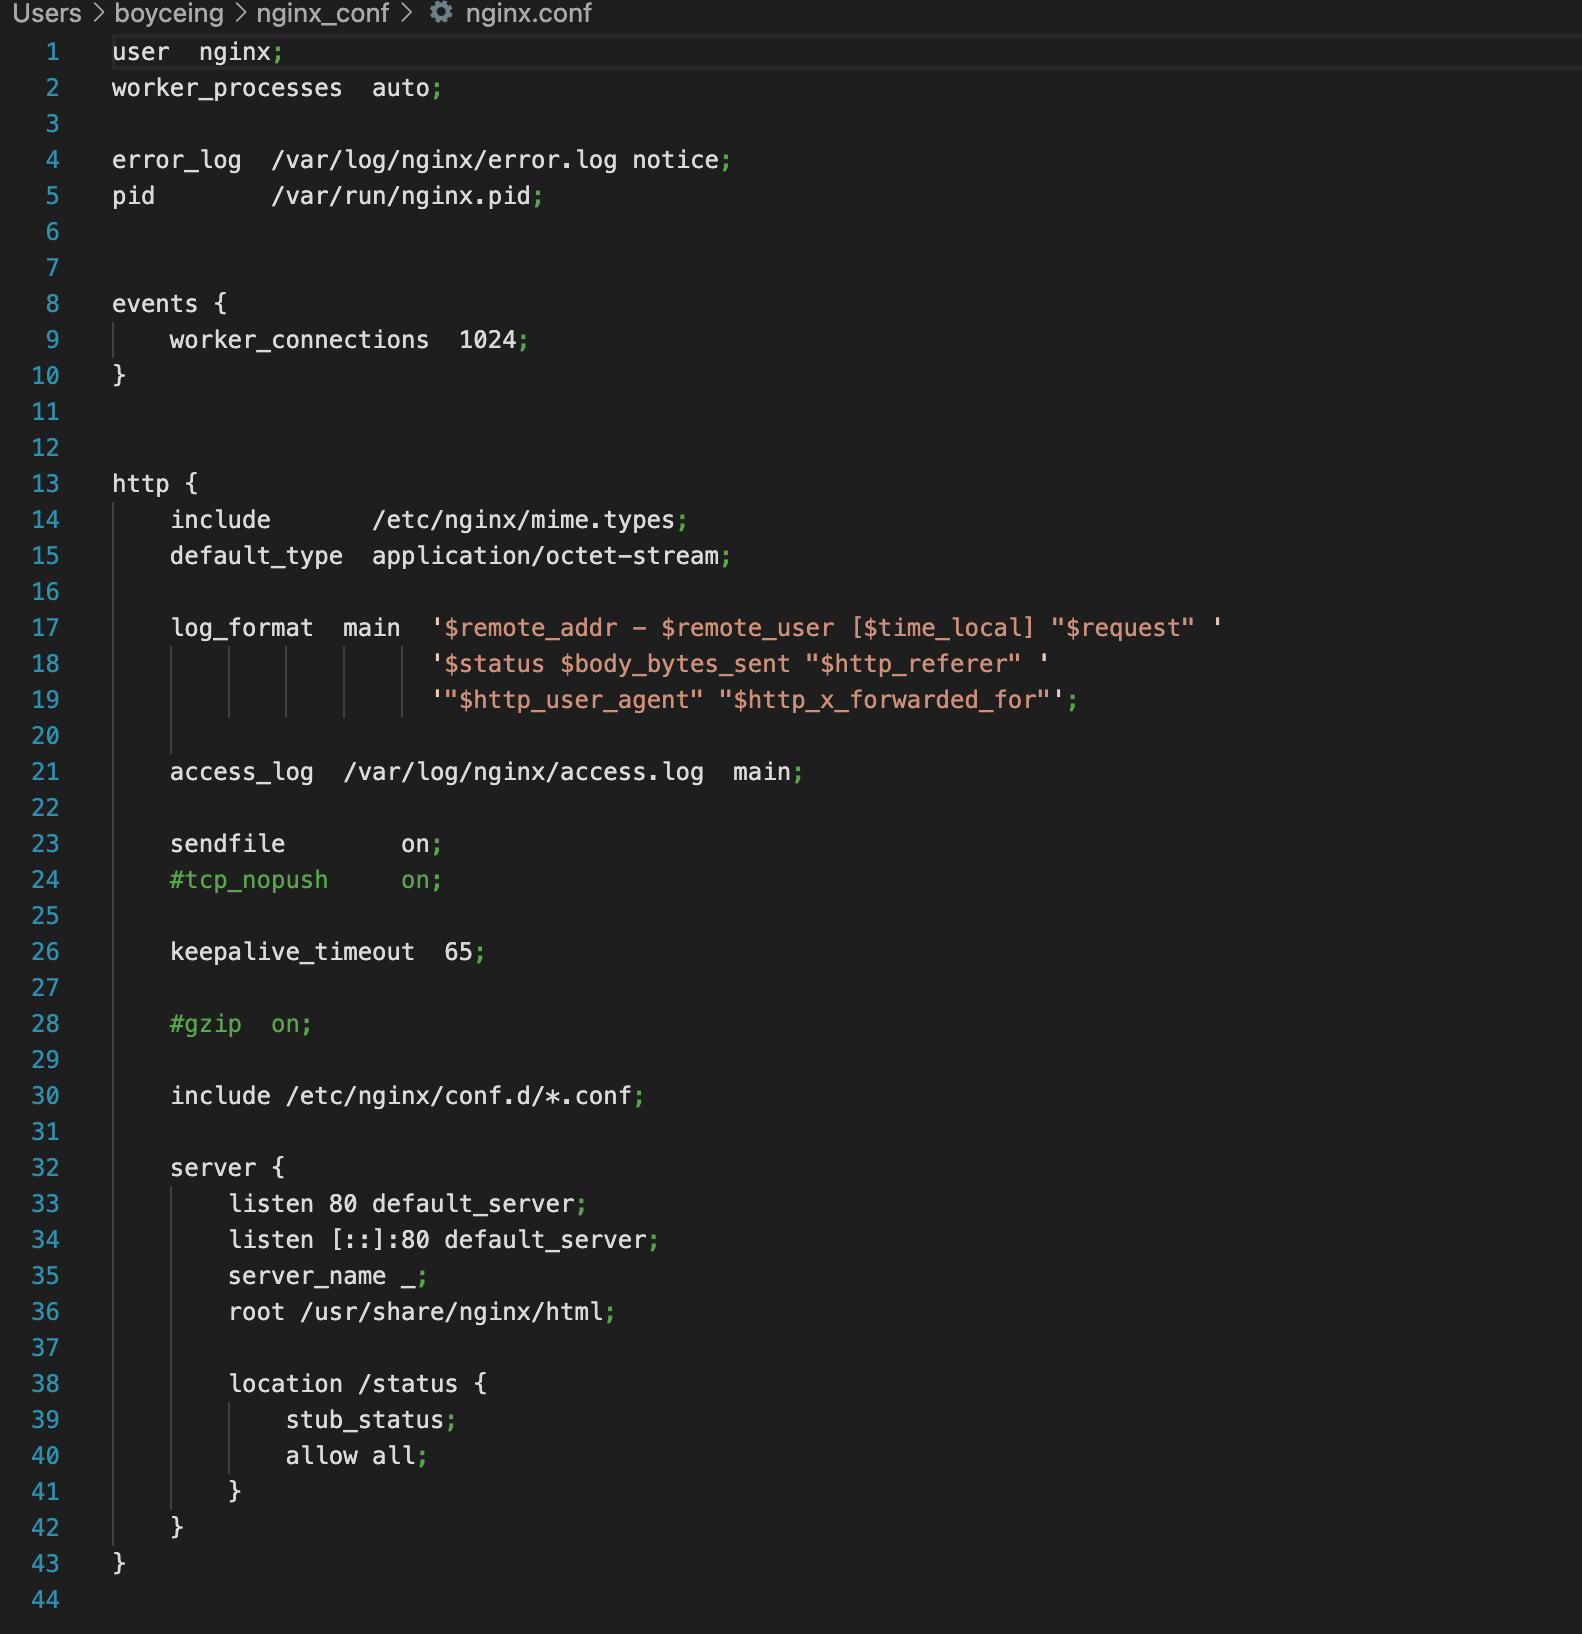 Users > boyceing > nginx_conf > nginx.conf
1 user  nginx;
2 worker_processes  auto;
3
4 error_log  /var/log/nginx/error.log notice;
5 pid        /var/run/nginx.pid;
6
7
8 events {
9     worker_connections  1024;
10 }
11
12
13 http {
14     include       /etc/nginx/mime.types;
15     default_type  application/octet-stream;
16
17     log_format  main  '$remote_addr - $remote_user [$time_local] "$request" '
18                       '$status $body_bytes_sent "$http_referer" '
19                       '"$http_user_agent" "$http_x_forwarded_for"';
20
21     access_log  /var/log/nginx/access.log  main;
22
23     sendfile        on;
24     #tcp_nopush     on;
25
26     keepalive_timeout  65;
27
28     #gzip  on;
29
30     include /etc/nginx/conf.d/*.conf;
31
32     server {
33         listen 80 default_server;
34         listen [::]:80 default_server;
35         server_name _;
36         root /usr/share/nginx/html;
37
38         location /status {
39             stub_status;
40             allow all;
41         }
42     }
43 }
44